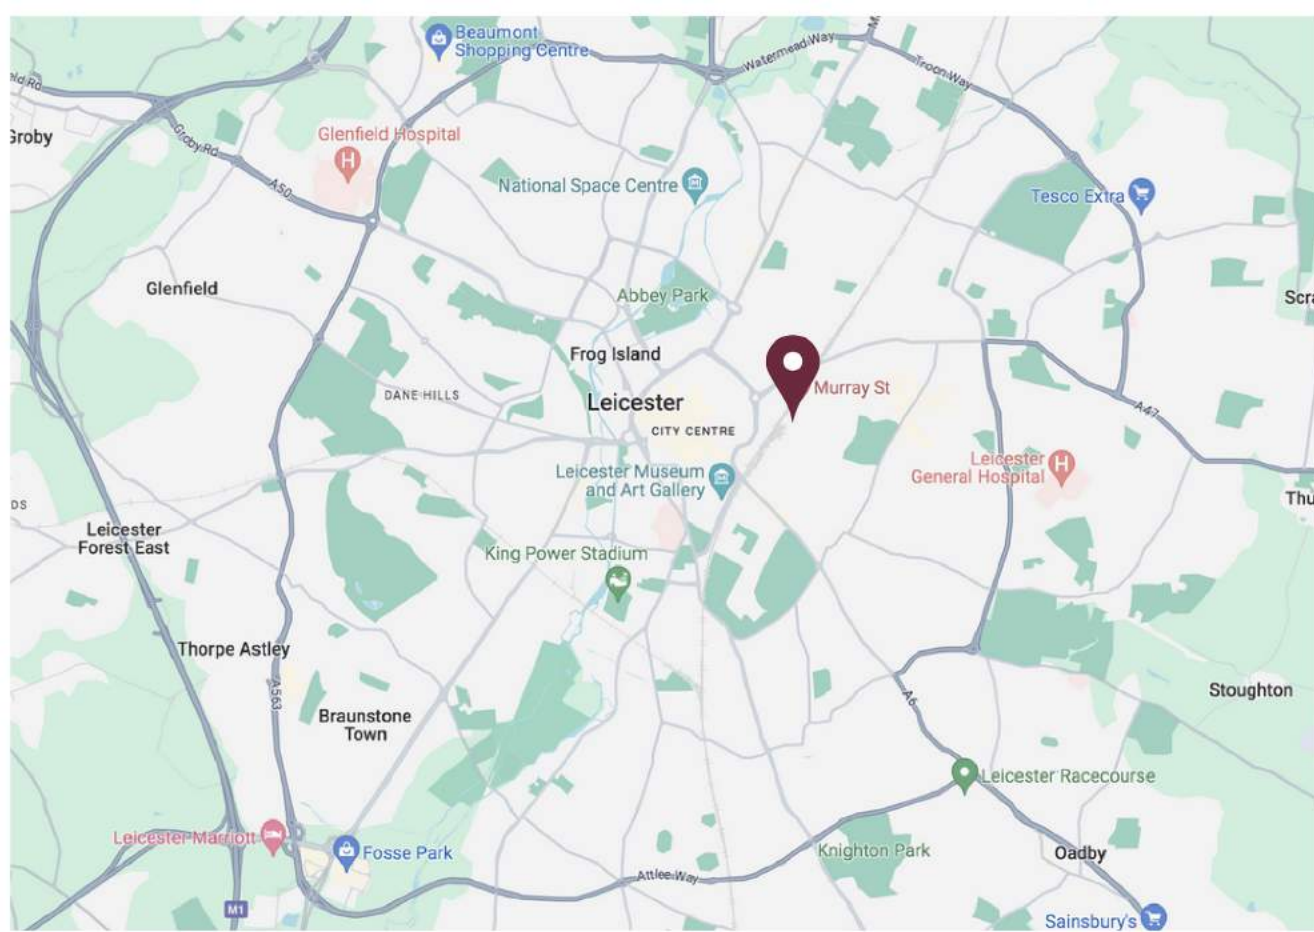 Beaumont
Shopping Centre
Watermead Way
Troon Way
Groby
Groby Rd
Glenfield Hospital
A50
National Space Centre
Tesco Extra
Glenfield
Abbey Park
Frog Island
Murray St
DANE HILLS
Leicester
CITY CENTRE
A47
Leicester Museum
and Art Gallery
Leicester
General Hospital
Leicester
Forest East
King Power Stadium
Thorpe Astley
A563
A6
Stoughton
Braunstone
Town
Leicester Racecourse
Leicester Marriott
Fosse Park
Knighton Park
Oadby
Attlee Way
M1
Sainsbury's